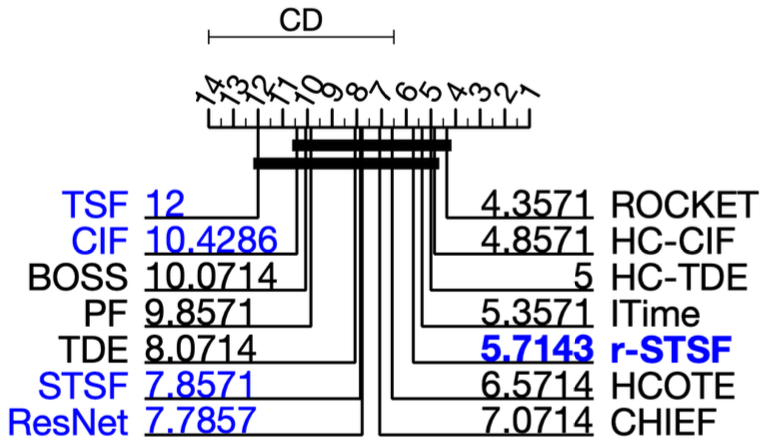 CD
14 13 12 11 10 9 8 7 6 5 4 3 2 1
TSF 12 4.3571 ROCKET
CIF 10.4286 4.8571 HC-CIF
BOSS 10.0714 5 HC-TDE
PF 9.8571 5.3571 ITime
TDE 8.0714 5.7143 r-STSF
STSF 7.8571 6.5714 HCOTE
ResNet 7.7857 7.0714 CHIEF